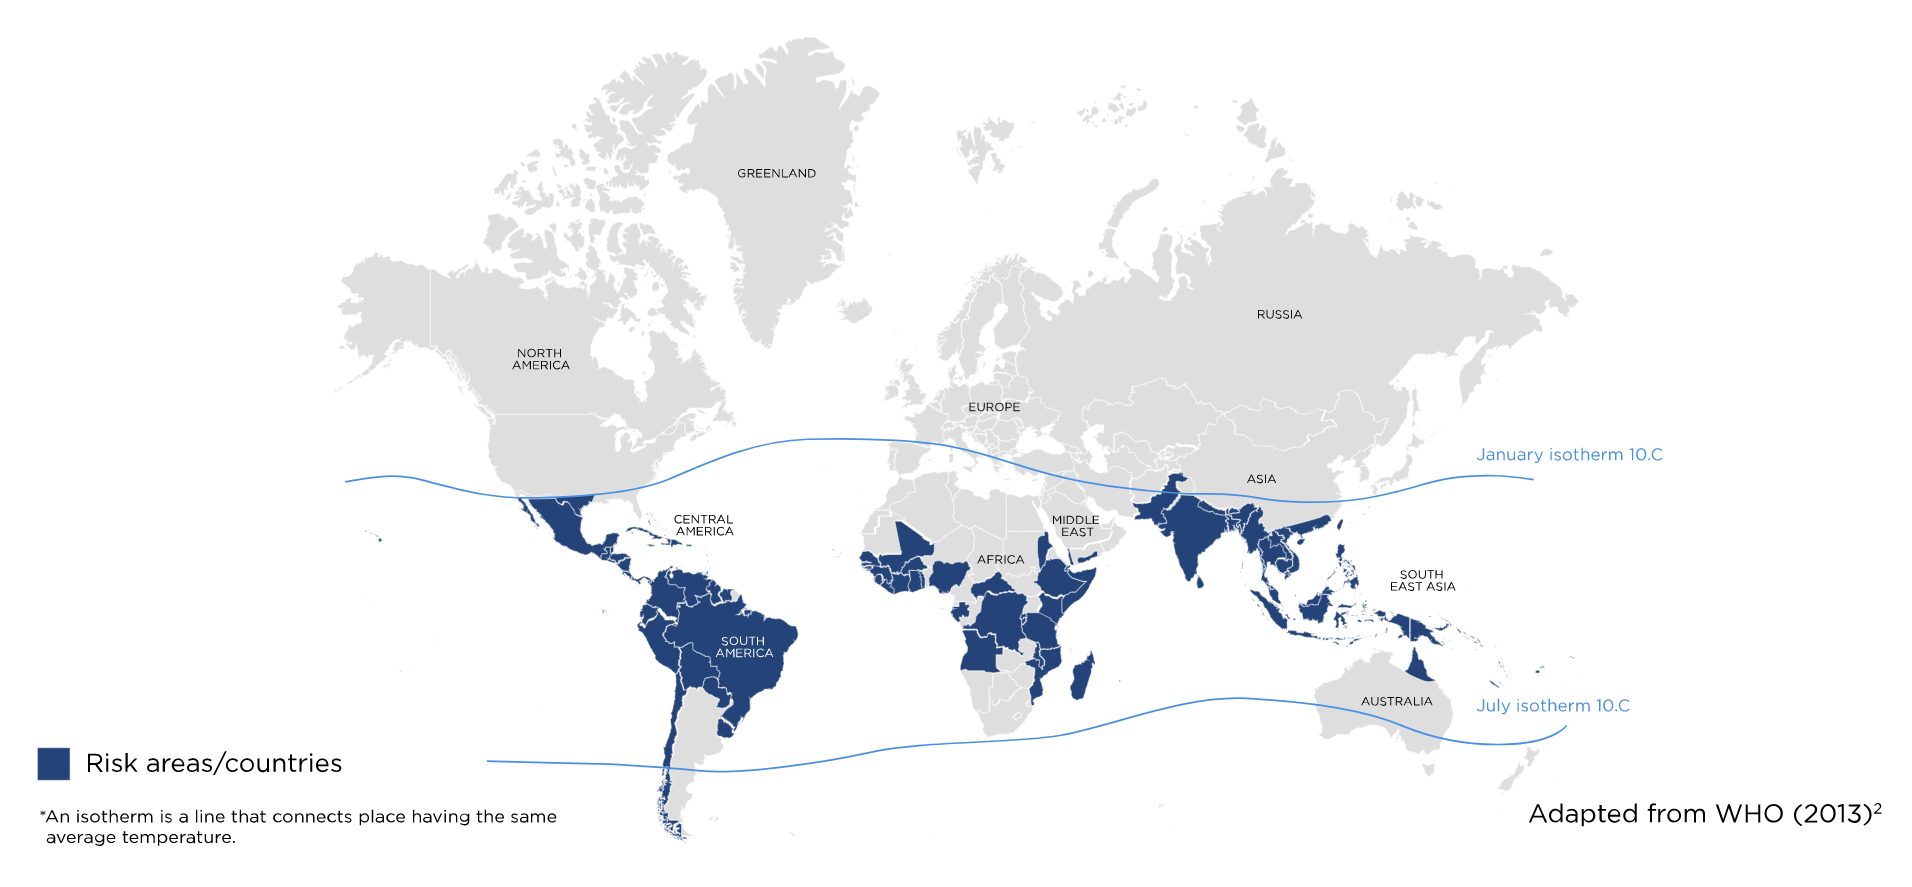 GREENLAND
RUSSIA
NORTH
AMERICA
EUROPE
January isotherm 10.C
ASIA
CENTRAL
AMERICA
MIDDLE
EAST
AFRICA
SOUTH
EAST ASIA
SOUTH
AMERICA
AUSTRALIA
July isotherm 10.C
Risk areas/countries
*An isotherm is a line that connects place having the same
average temperature.
Adapted from WHO (2013)²